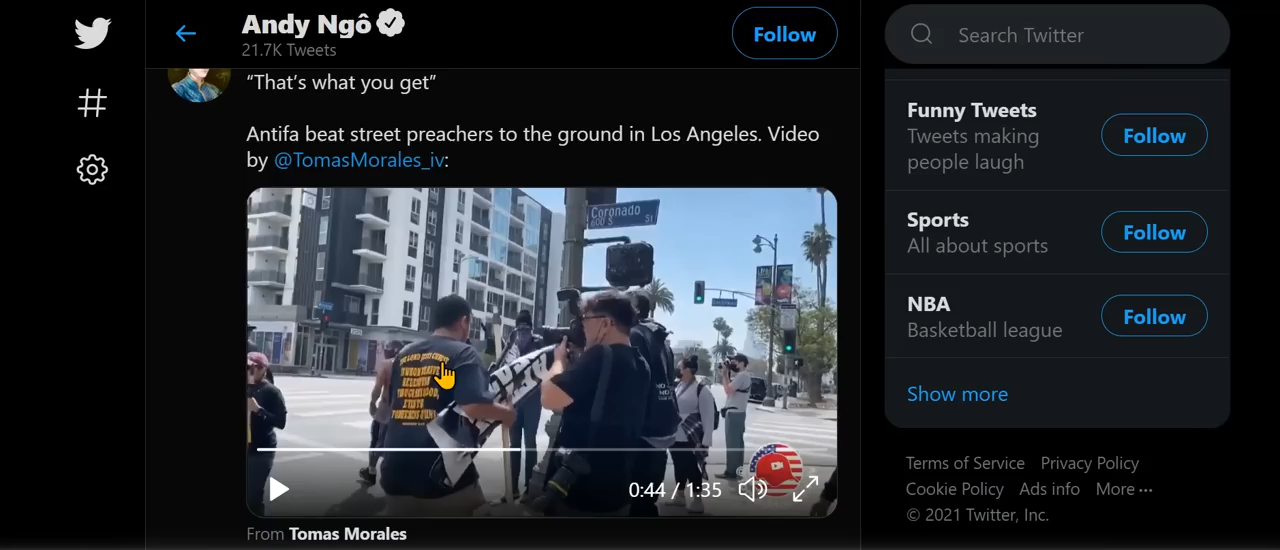 Andy Ngô
21.7K Tweets
Follow
Search Twitter
“That’s what you get”
Antifa beat street preachers to the ground in Los Angeles. Video
by @TomasMorales_iv:
Coronado St
600 S
0:44 / 1:35
From Tomas Morales
Funny Tweets
Tweets making
people laugh
Follow
Sports
All about sports
Follow
NBA
Basketball league
Follow
Show more
Terms of Service Privacy Policy
Cookie Policy Ads info More ···
© 2021 Twitter, Inc.